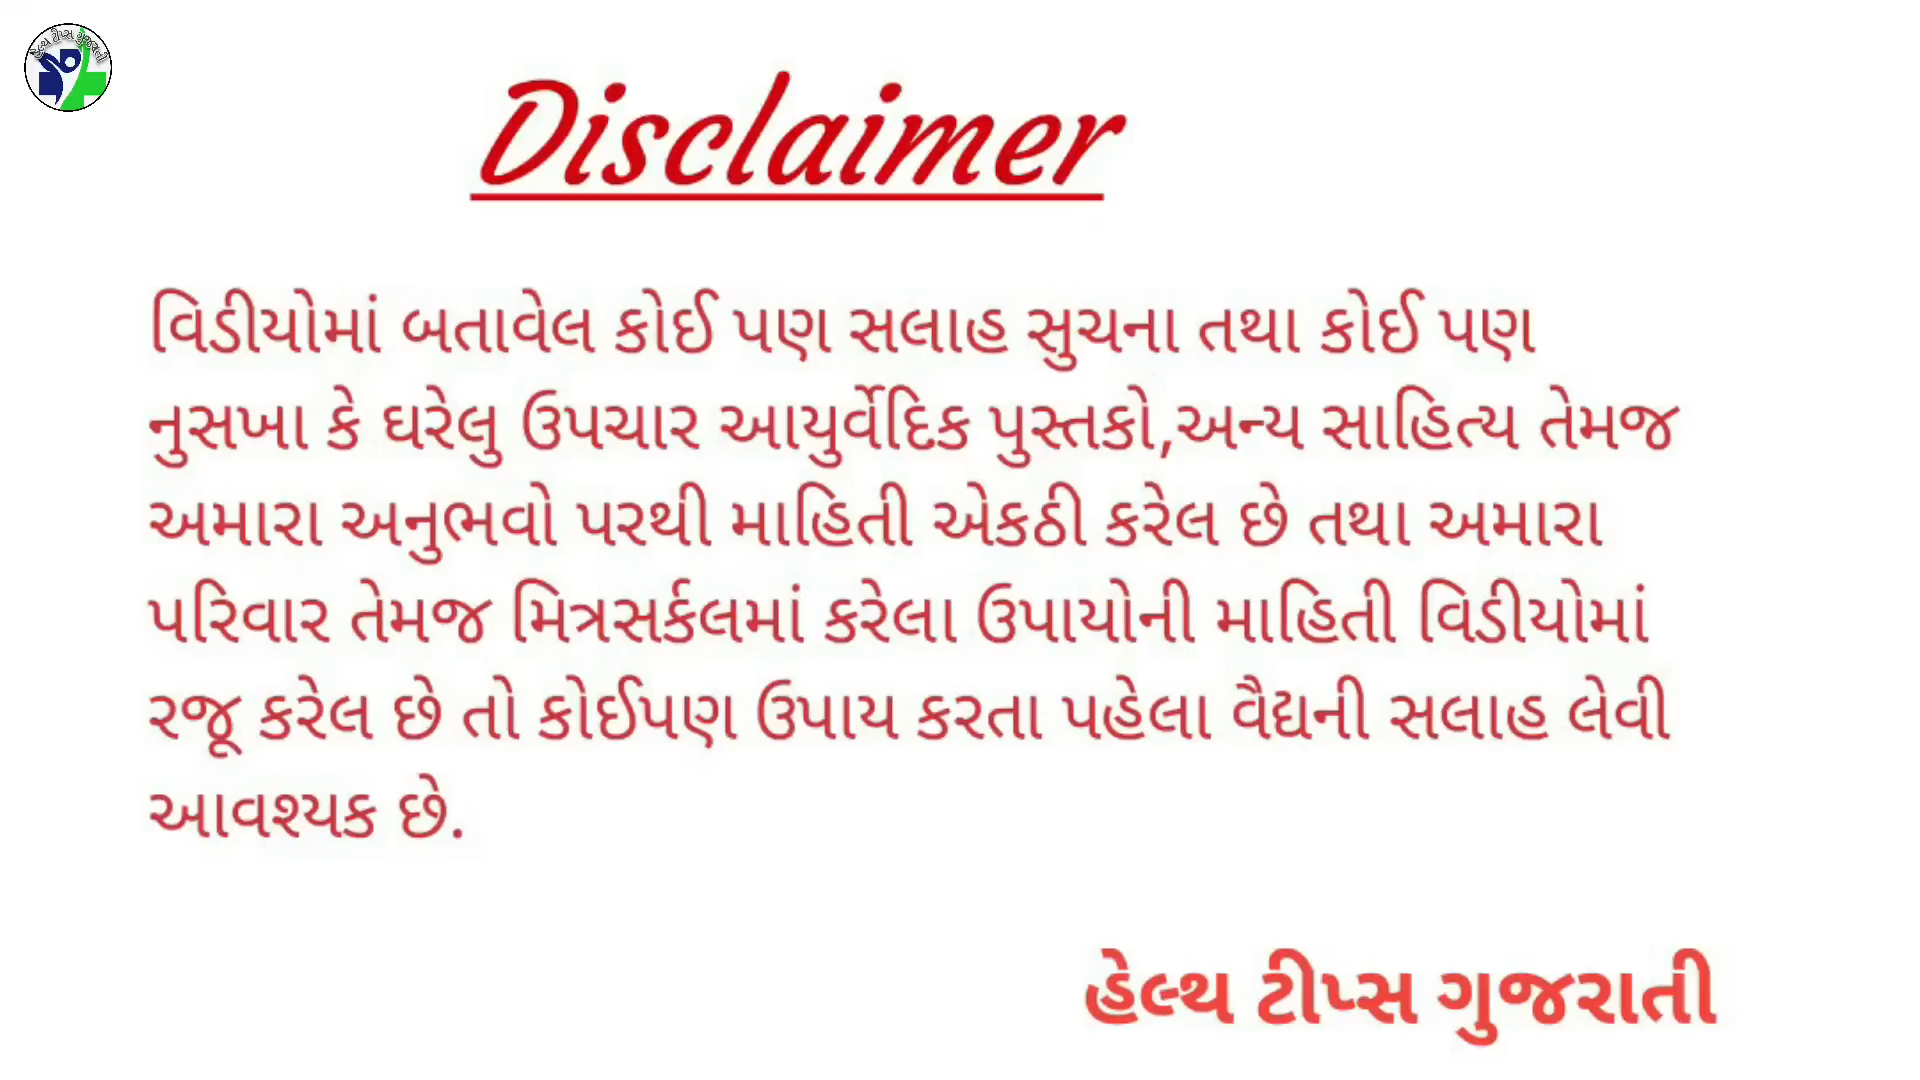 હેલ્થ ટીપ્સ ગુજરાતી
Disclaimer
વિડીયોમાં બતાવેલ કોઈ પણ સલાહ સુચના તથા કોઈ પણ
નુસખા કે ઘરેલુ ઉપચાર આયુર્વેદિક પુસ્તકો,અન્ય સાહિત્ય તેમજ
અમારા અનુભવો પરથી માહિતી એકઠી કરેલ છે તથા અમારા
પરિવાર તેમજ મિત્રસર્કલમાં કરેલા ઉપાયોની માહિતી વિડીયોમાં
રજૂ કરેલ છે તો કોઈપણ ઉપાય કરતા પહેલા વૈદ્યની સલાહ લેવી
આવશ્યક છે.
હેલ્થ ટીપ્સ ગુજરાતી